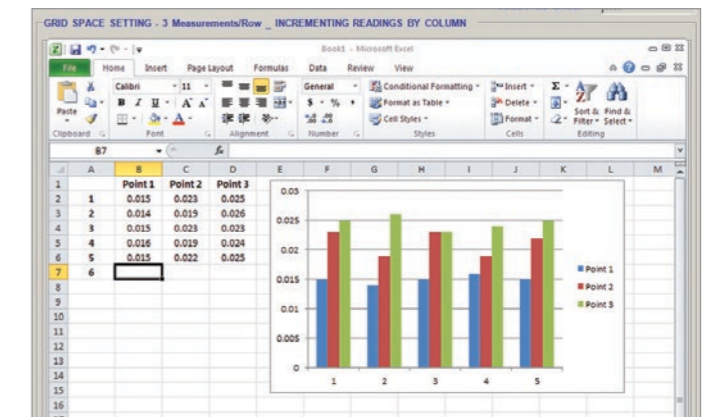 GRID SPACE SETTING - 3 Measurements/Row _ INCREMENTING READINGS BY COLUMN
Book1 - Microsoft Excel
File Home Insert Page Layout Formulas Data Review View
Calibri 11 General Conditional Formatting Insert Σ
Paste B I U A A $ % , Format as Table Delete Sort & Filter Find & Select
A Cell Styles Format
Clipboard Font Alignment Number Styles Cells Editing
B7 fx
A B C D E F G H I J K L M
1 Point 1 Point 2 Point 3
2 1 0.015 0.023 0.025
3 2 0.014 0.019 0.026
4 3 0.015 0.023 0.023
5 4 0.016 0.019 0.024
6 5 0.015 0.022 0.025
7 6
8
9
10
11
12
13
14
15
16
0.03
0.025
0.02
0.015
0.01
0.005
0
1 2 3 4 5
Point 1
Point 2
Point 3